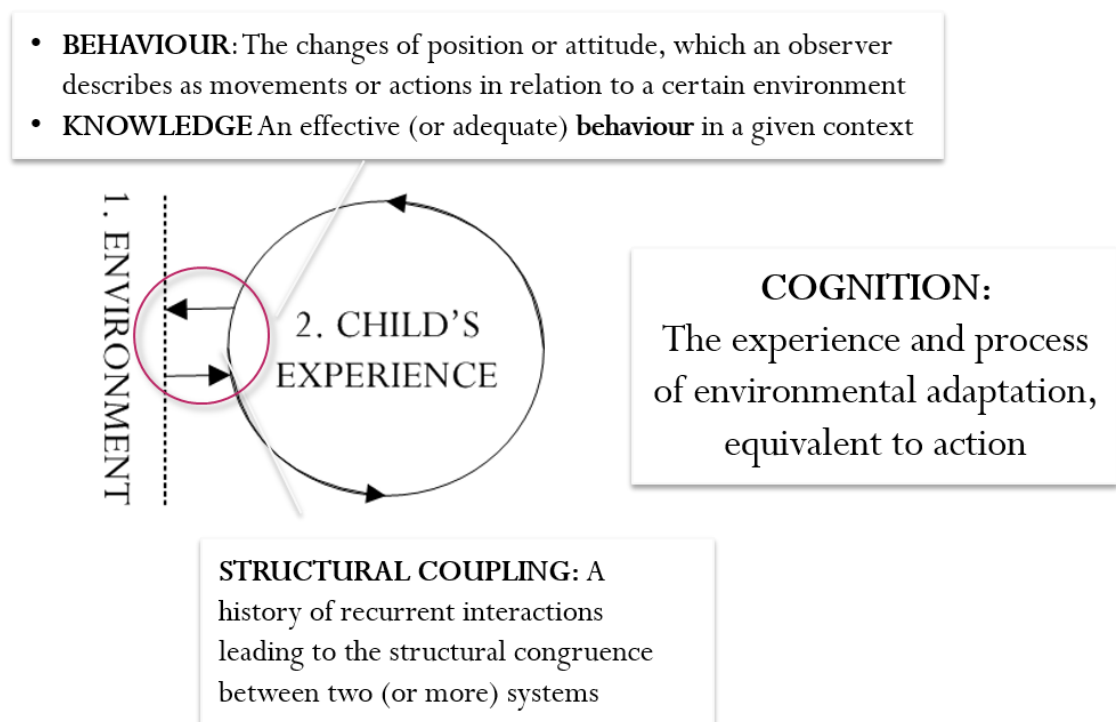 • BEHAVIOUR: The changes of position or attitude, which an observer
describes as movements or actions in relation to a certain environment
• KNOWLEDGE An effective (or adequate) behaviour in a given context
1. ENVIRONMENT
2. CHILD'S
EXPERIENCE
COGNITION:
The experience and process
of environmental adaptation,
equivalent to action
STRUCTURAL COUPLING: A
history of recurrent interactions
leading to the structural congruence
between two (or more) systems